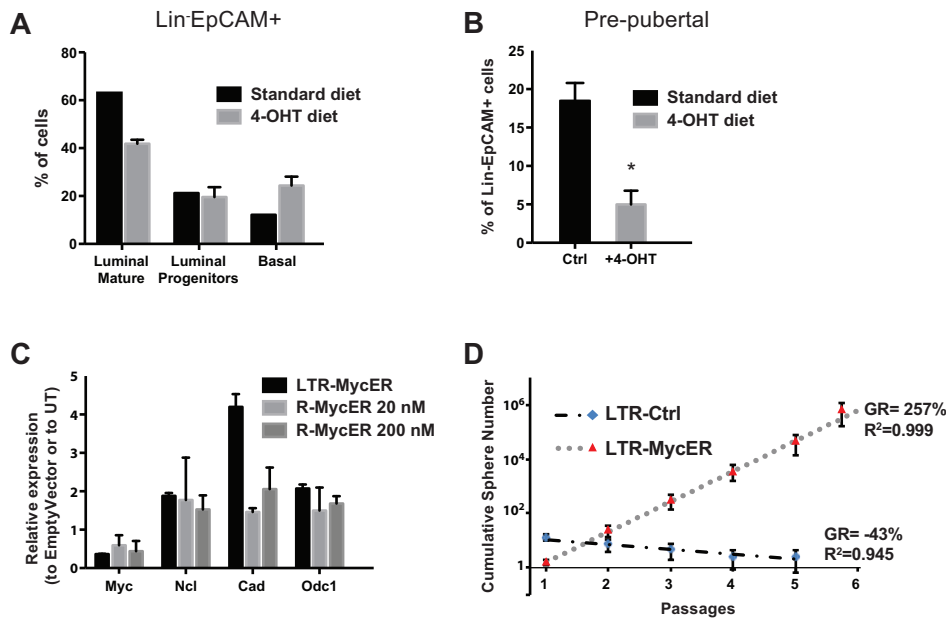 A
Lin⁻EpCAM+
% of cells
80
60
40
20
0
Standard diet
4-OHT diet
Luminal Mature
Luminal Progenitors
Basal
B
Pre-pubertal
% of Lin-EpCAM+ cells
25
20
15
10
5
0
Standard diet
4-OHT diet
*
Ctrl
+4-OHT
C
Relative expression
(to EmptyVector or to UT)
5
4
3
2
1
0
LTR-MycER
R-MycER 20 nM
R-MycER 200 nM
Myc
Ncl
Cad
Odc1
D
Cumulative Sphere Number
10⁶
10⁴
10²
1
LTR-Ctrl
LTR-MycER
GR= 257%
R²=0.999
GR= -43%
R²=0.945
1
2
3
4
5
6
Passages